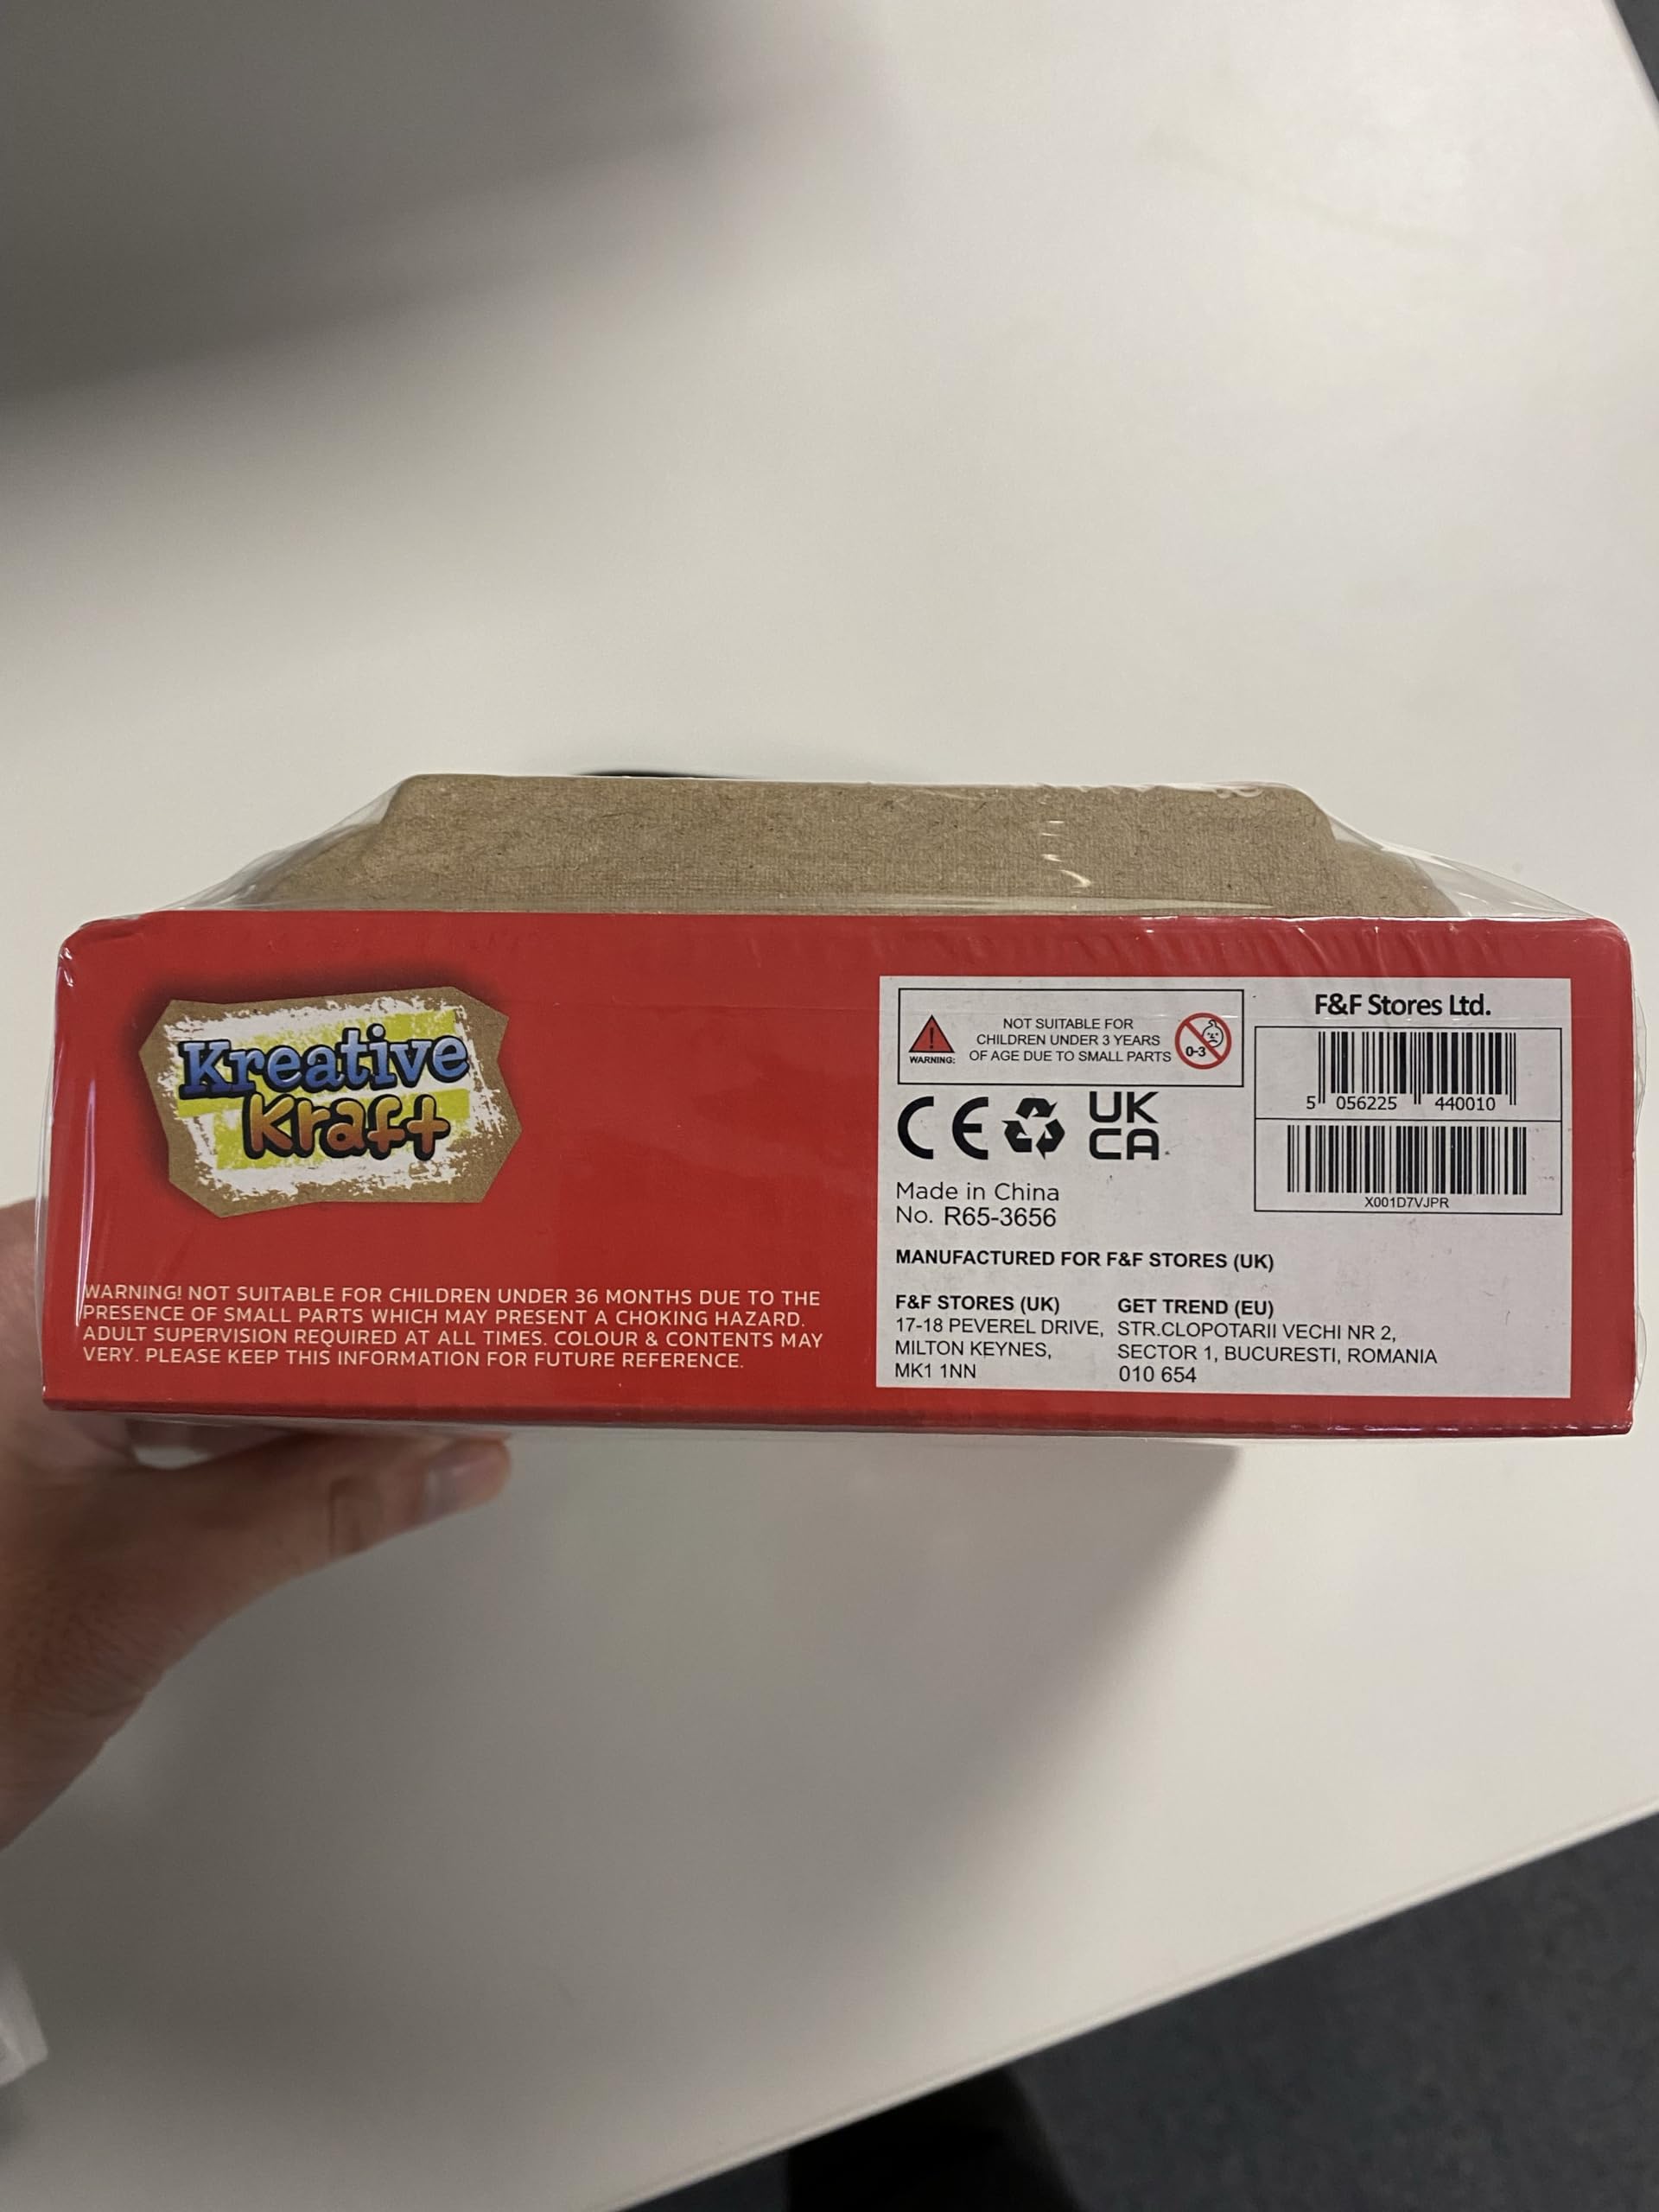 Kreative
Kraft
WARNING! NOT SUITABLE FOR CHILDREN UNDER 36 MONTHS DUE TO THE
PRESENCE OF SMALL PARTS WHICH MAY PRESENT A CHOKING HAZARD.
ADULT SUPERVISION REQUIRED AT ALL TIMES. COLOUR & CONTENTS MAY
VERY. PLEASE KEEP THIS INFORMATION FOR FUTURE REFERENCE.
WARNING:
NOT SUITABLE FOR
CHILDREN UNDER 3 YEARS
OF AGE DUE TO SMALL PARTS
0-3
CE
UK
CA
F&F Stores Ltd.
5 056225 440010
X001D7VJPR
Made in China
No. R65-3656
MANUFACTURED FOR F&F STORES (UK)
F&F STORES (UK)
17-18 PEVEREL DRIVE,
MILTON KEYNES,
MK1 1NN
GET TREND (EU)
STR.CLOPOTARII VECHI NR 2,
SECTOR 1, BUCURESTI, ROMANIA
010 654